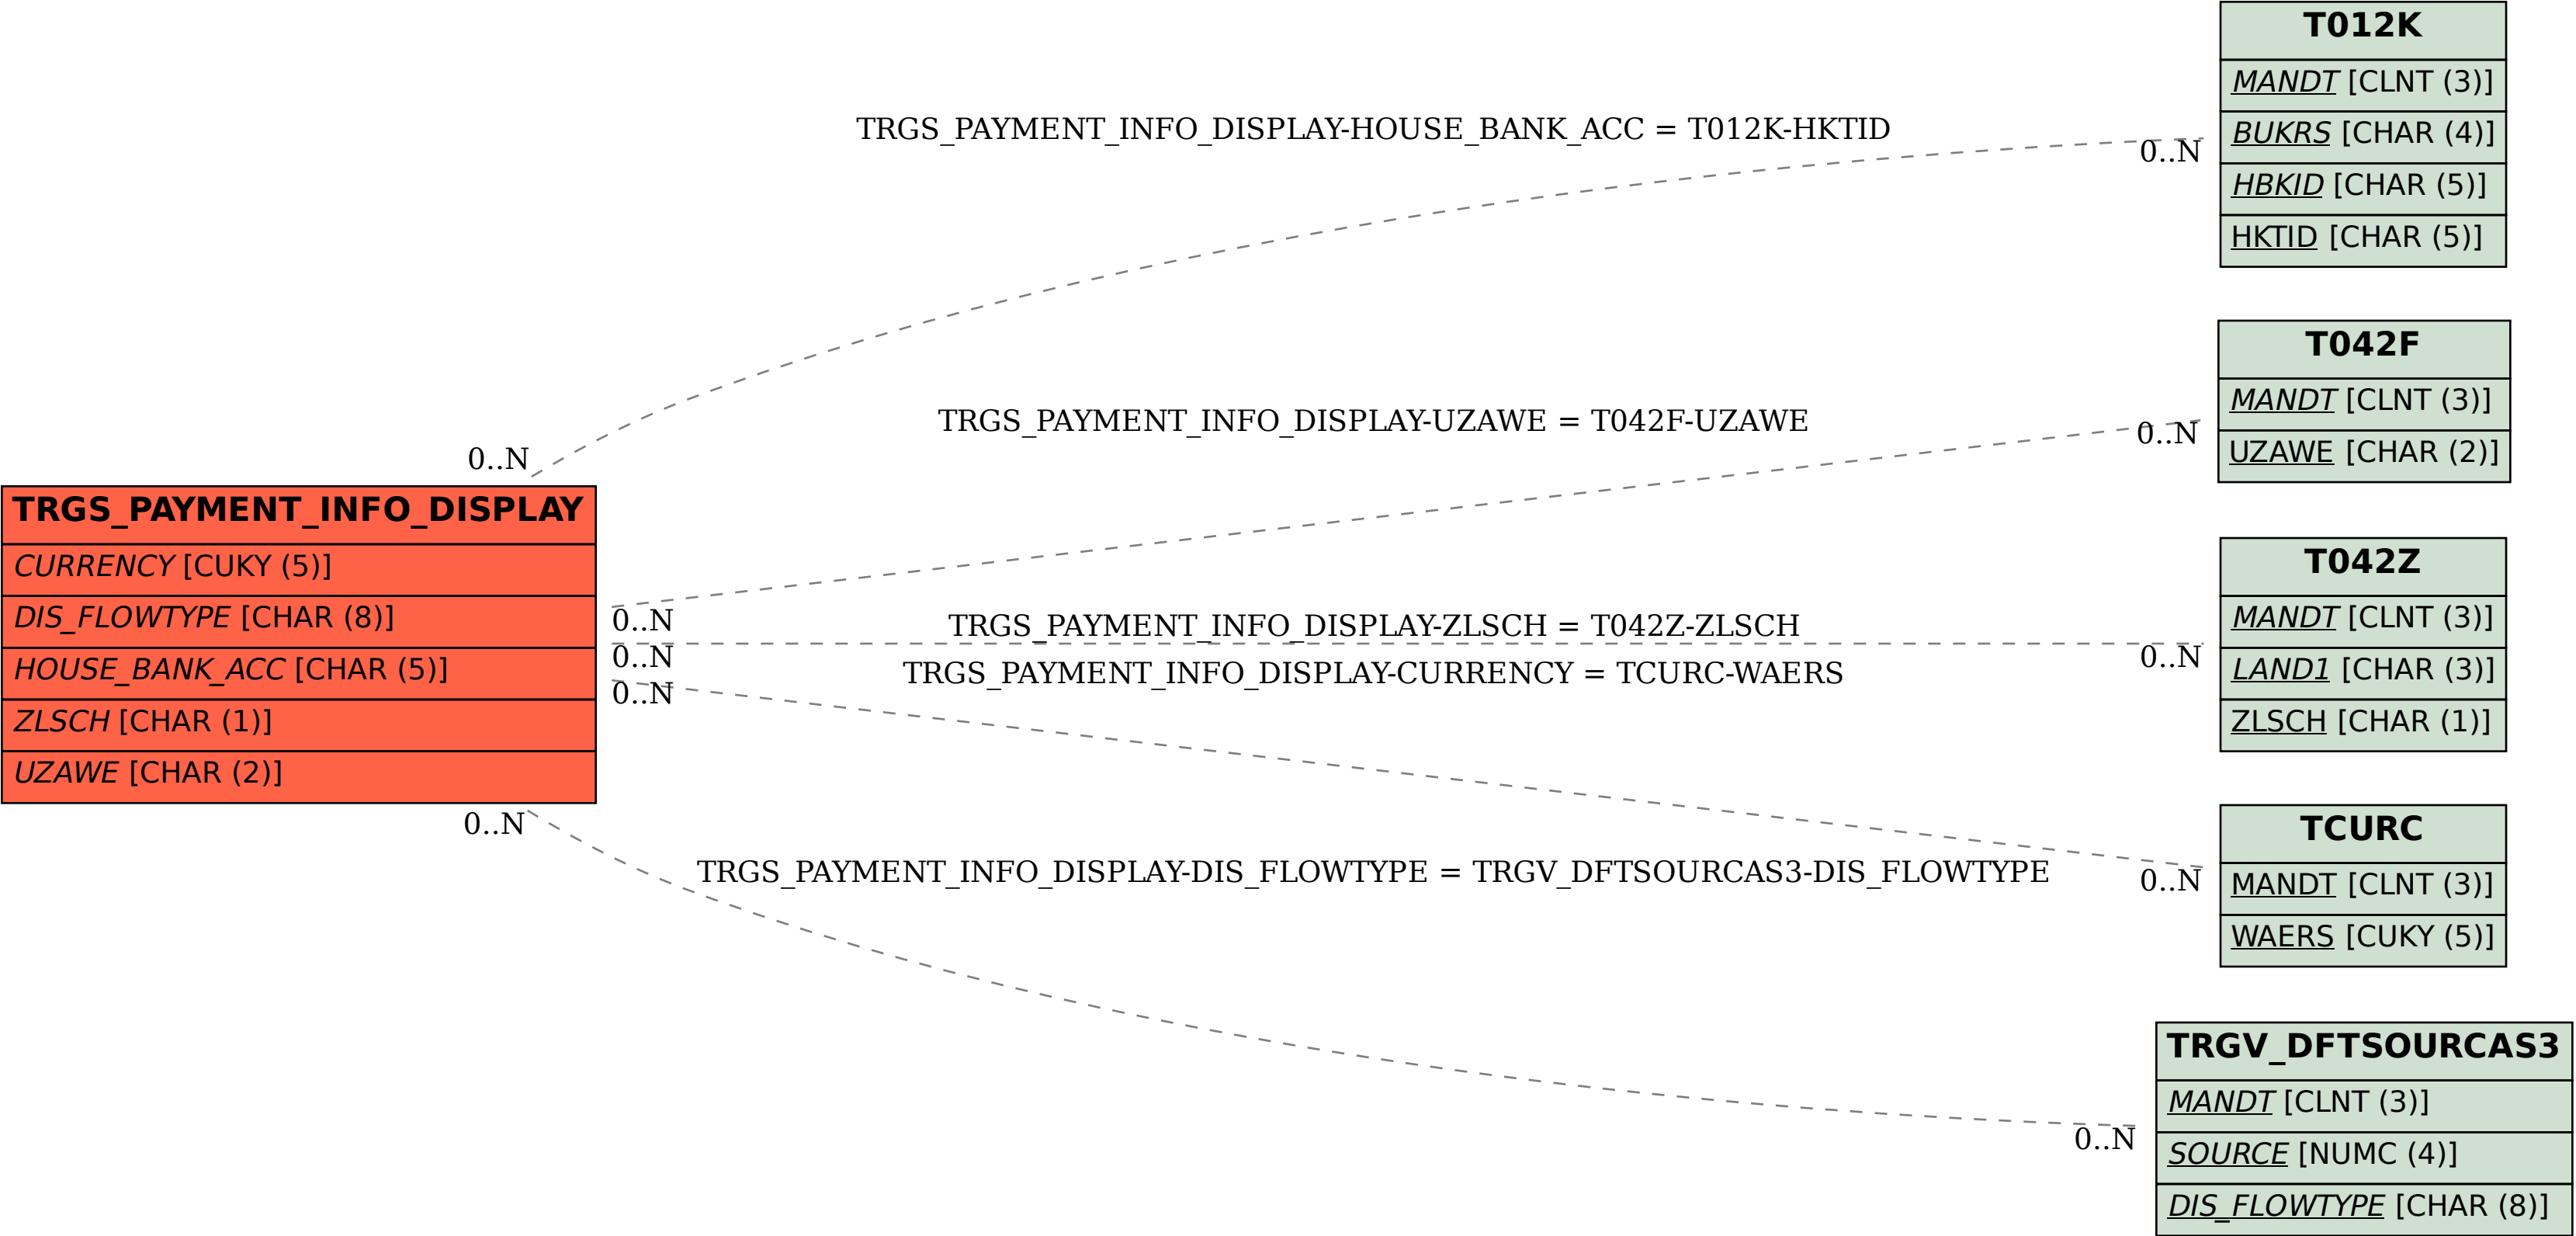 T012K
MANDT [CLNT (3)]
BUKRS [CHAR (4)]
HBKID [CHAR (5)]
HKTID [CHAR (5)]
TRGS_PAYMENT_INFO_DISPLAY-HOUSE_BANK_ACC = T012K-HKTID
0..N
0..N
T042F
MANDT [CLNT (3)]
UZAWE [CHAR (2)]
TRGS_PAYMENT_INFO_DISPLAY-UZAWE = T042F-UZAWE
0..N
0..N
TRGS_PAYMENT_INFO_DISPLAY
CURRENCY [CUKY (5)]
DIS_FLOWTYPE [CHAR (8)]
HOUSE_BANK_ACC [CHAR (5)]
ZLSCH [CHAR (1)]
UZAWE [CHAR (2)]
TRGS_PAYMENT_INFO_DISPLAY-ZLSCH = T042Z-ZLSCH
0..N
0..N
T042Z
MANDT [CLNT (3)]
LAND1 [CHAR (3)]
ZLSCH [CHAR (1)]
TRGS_PAYMENT_INFO_DISPLAY-CURRENCY = TCURC-WAERS
0..N
0..N
TCURC
MANDT [CLNT (3)]
WAERS [CUKY (5)]
0..N
TRGS_PAYMENT_INFO_DISPLAY-DIS_FLOWTYPE = TRGV_DFTSOURCAS3-DIS_FLOWTYPE
0..N
TRGV_DFTSOURCAS3
MANDT [CLNT (3)]
SOURCE [NUMC (4)]
DIS_FLOWTYPE [CHAR (8)]